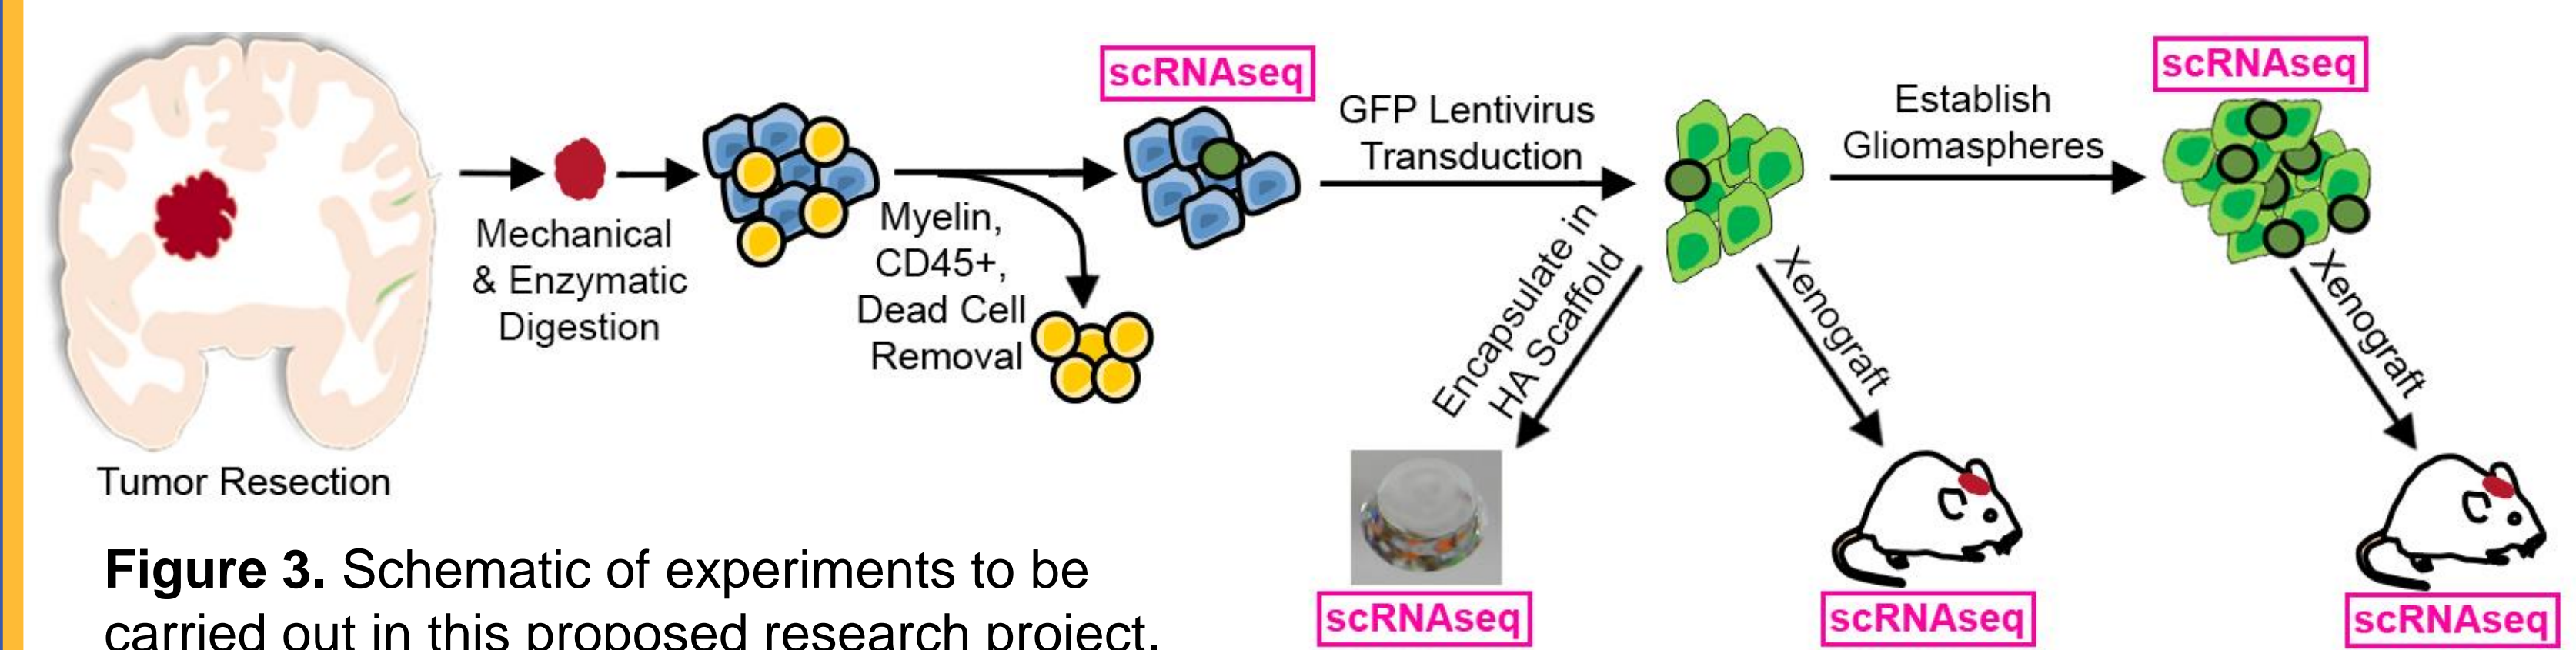 Tumor Resection
Mechanical
& Enzymatic
Digestion
Myelin,
CD45+,
Dead Cell
Removal
scRNAseq
GFP Lentivirus
Transduction
Encapsulate in
HA Scaffold
scRNAseq
Xenograft
scRNAseq
Establish
Gliomaspheres
scRNAseq
Xenograft
scRNAseq
Figure 3. Schematic of experiments to be
carried out in this proposed research project.